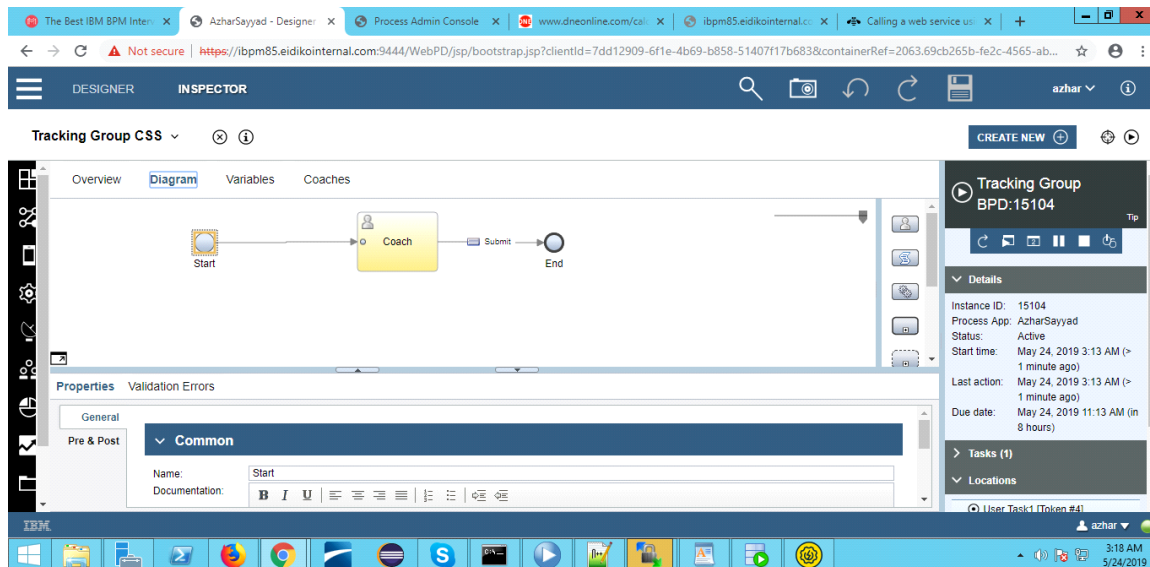 The Best IBM BPM Interv
AzharSayyad - Designer
Process Admin Console
www.dneonline.com/calc
ibpm85.eidikointernal.co
Calling a web service usi
Not secure | https://ibpm85.eidikointernal.com:9444/WebPD/jsp/bootstrap.jsp?clientId=7dd12909-6f1e-4b69-b858-51407f17b683&containerRef=2063.69cb265b-fe2c-4565-ab...
DESIGNER INSPECTOR
azhar
Tracking Group CSS
CREATE NEW
Overview Diagram Variables Coaches
Start
Coach
Submit
End
Properties Validation Errors
General
Pre & Post
Common
Name: Start
Documentation:
B I U
Tracking Group
BPD:15104
Tip
Details
Instance ID: 15104
Process App: AzharSayyad
Status: Active
Start time: May 24, 2019 3:13 AM (>
1 minute ago)
Last action: May 24, 2019 3:13 AM (>
1 minute ago)
Due date: May 24, 2019 11:13 AM (in
8 hours)
Tasks (1)
Locations
User Task1 [Token #4]
IBM
azhar
3:18 AM
5/24/2019